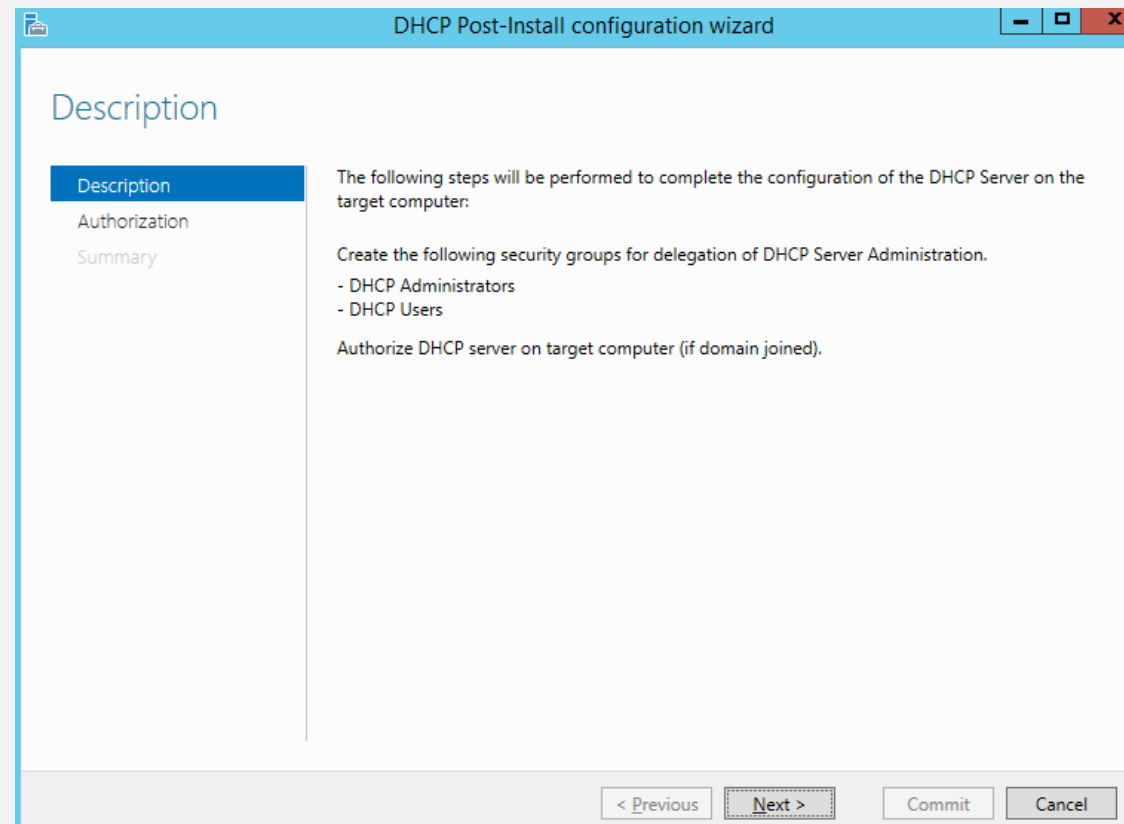 DHCP Post-Install configuration wizard
Description
Description
Authorization
Summary
The following steps will be performed to complete the configuration of the DHCP Server on the
target computer:
Create the following security groups for delegation of DHCP Server Administration.
- DHCP Administrators
- DHCP Users
Authorize DHCP server on target computer (if domain joined).
< Previous
Next >
Commit
Cancel